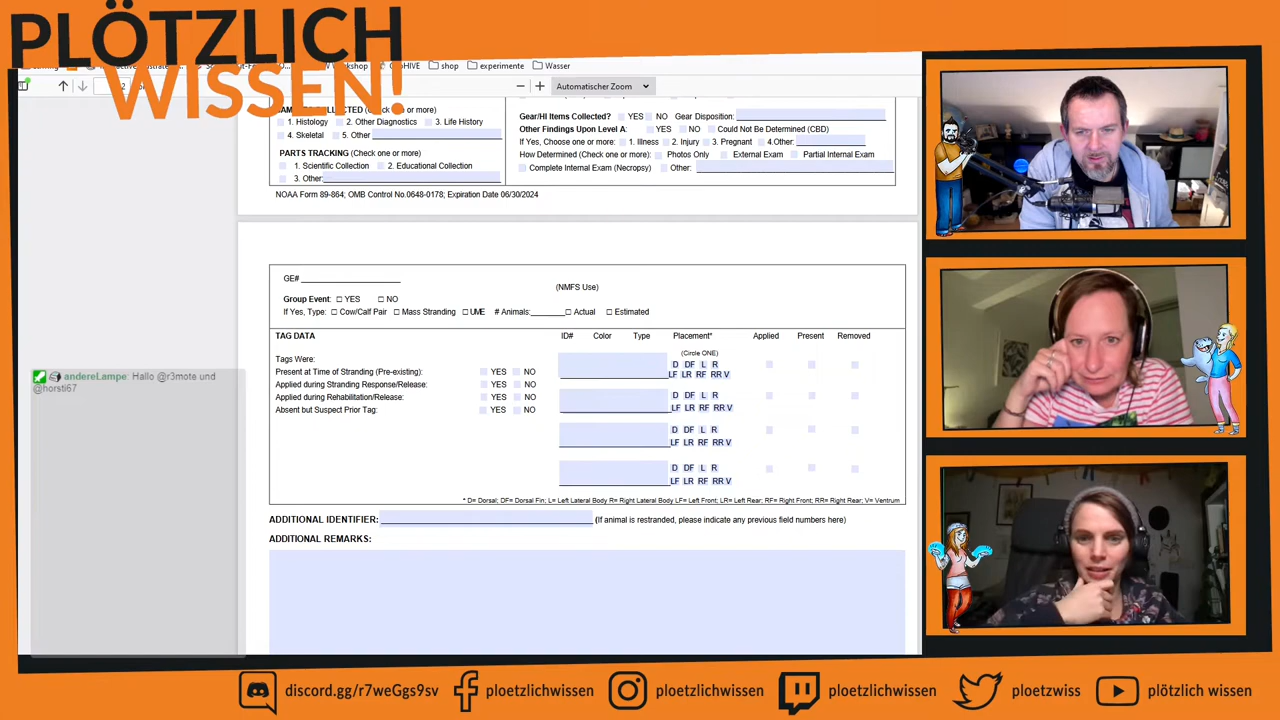 PLÖTZLICH
WISSEN!
shop
experimente
Wasser
Automatischer Zoom
1. Histology 2. Other Diagnostics 3. Life History
4. Skeletal 5. Other
PARTS TRACKING (Check one or more)
1. Scientific Collection 2. Educational Collection
3. Other:
Gear/HI Items Collected? YES NO Gear Disposition:
Other Findings Upon Level A: YES NO Could Not Be Determined (CBD)
If Yes, Choose one or more: 1. Illness 2. Injury 3. Pregnant 4.Other:
How Determined (Check one or more): Photos Only External Exam Partial Internal Exam
Complete Internal Exam (Necropsy) Other:
NOAA Form 89-864; OMB Control No.0648-0178; Expiration Date 06/30/2024
GE#
(NMFS Use)
Group Event: YES NO
If Yes, Type: Cow/Calf Pair Mass Stranding UME # Animals: Actual Estimated
TAG DATA ID# Color Type Placement* Applied Present Removed
(Circle ONE)
Tags Were:
D DF L R
LF LR RF RR V
Present at Time of Stranding (Pre-existing): YES NO
Applied during Stranding Response/Release: YES NO
Applied during Rehabilitation/Release: YES NO
Absent but Suspect Prior Tag: YES NO
D DF L R
LF LR RF RR V
D DF L R
LF LR RF RR V
D DF L R
LF LR RF RR V
* D= Dorsal; DF= Dorsal Fin; L= Left Lateral Body R= Right Lateral Body LF= Left Front; LR= Left Rear; RF= Right Front; RR= Right Rear; V= Ventrum
ADDITIONAL IDENTIFIER: (If animal is restranded, please indicate any previous field numbers here)
ADDITIONAL REMARKS:
andereLampe: Hallo @r3mote und
@horsti67
discord.gg/r7weGgs9sv
ploetzlichwissen
ploetzlichwissen
ploetzlichwissen
ploetzwiss
plötzlich wissen